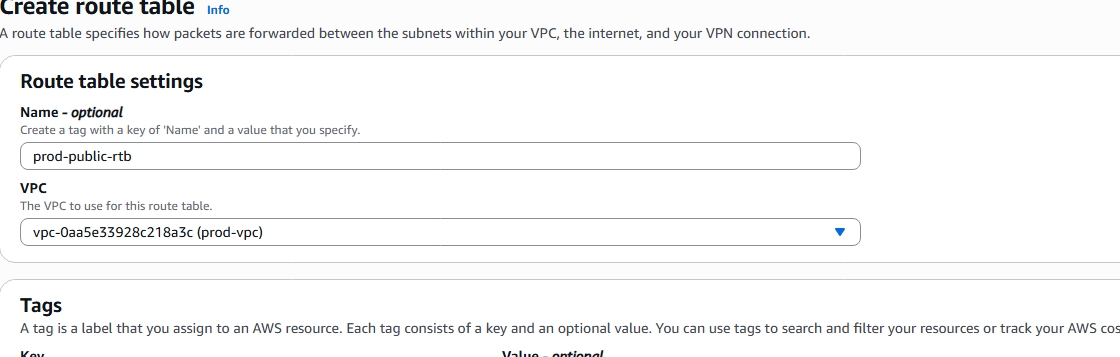 Create route table Info
A route table specifies how packets are forwarded between the subnets within your VPC, the internet, and your VPN connection.
Route table settings
Name - optional
Create a tag with a key of 'Name' and a value that you specify.
prod-public-rtb
VPC
The VPC to use for this route table.
vpc-0aa5e33928c218a3c (prod-vpc)
Tags
A tag is a label that you assign to an AWS resource. Each tag consists of a key and an optional value. You can use tags to search and filter your resources or track your AWS cos
Key Value - optional